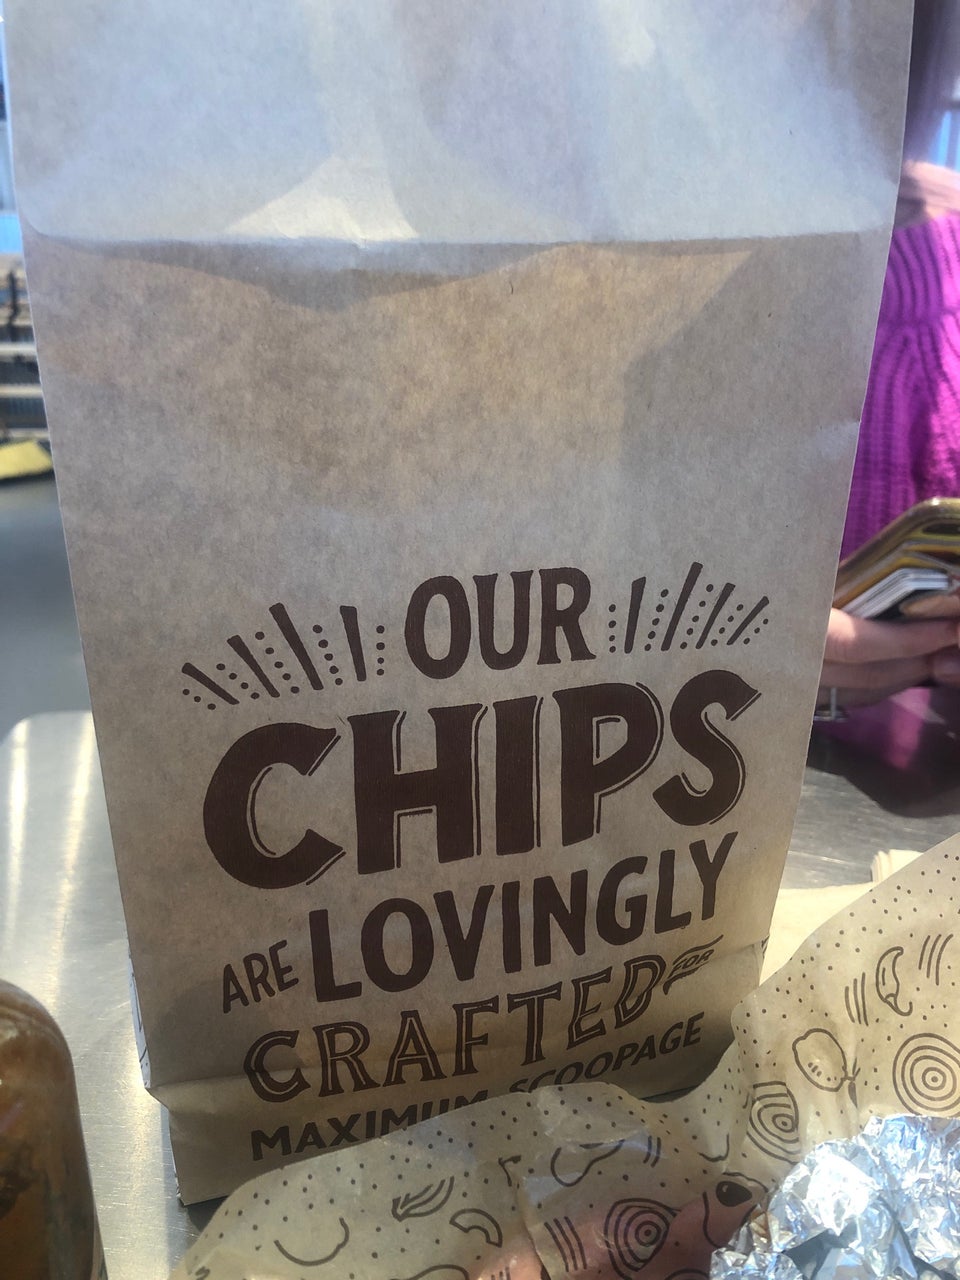 OUR
CHIPS
ARE LOVINGLY
CRAFTED FOR
MAXIMUM SCOOPAGE